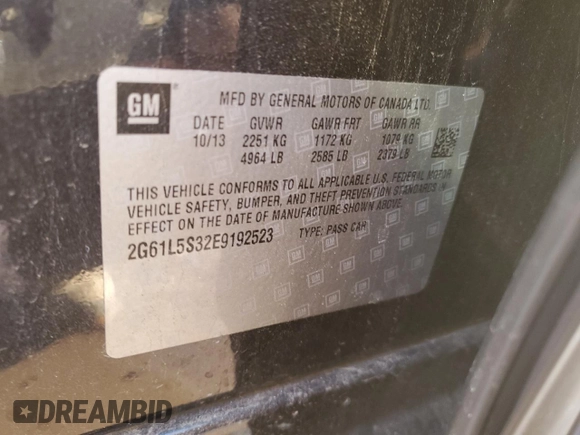 GM
MFD BY GENERAL MOTORS OF CANADA LTD.
DATE GVWR GAWR FRT GAWR RR
10/13 2251 KG 1172 KG 1079 KG
4964 LB 2585 LB 2379 LB
THIS VEHICLE CONFORMS TO ALL APPLICABLE U.S. FEDERAL MOTOR
VEHICLE SAFETY, BUMPER, AND THEFT PREVENTION STANDARDS IN
EFFECT ON THE DATE OF MANUFACTURE SHOWN ABOVE.
2G61L5S32E9192523 TYPE: PASS CAR
DREAMBID